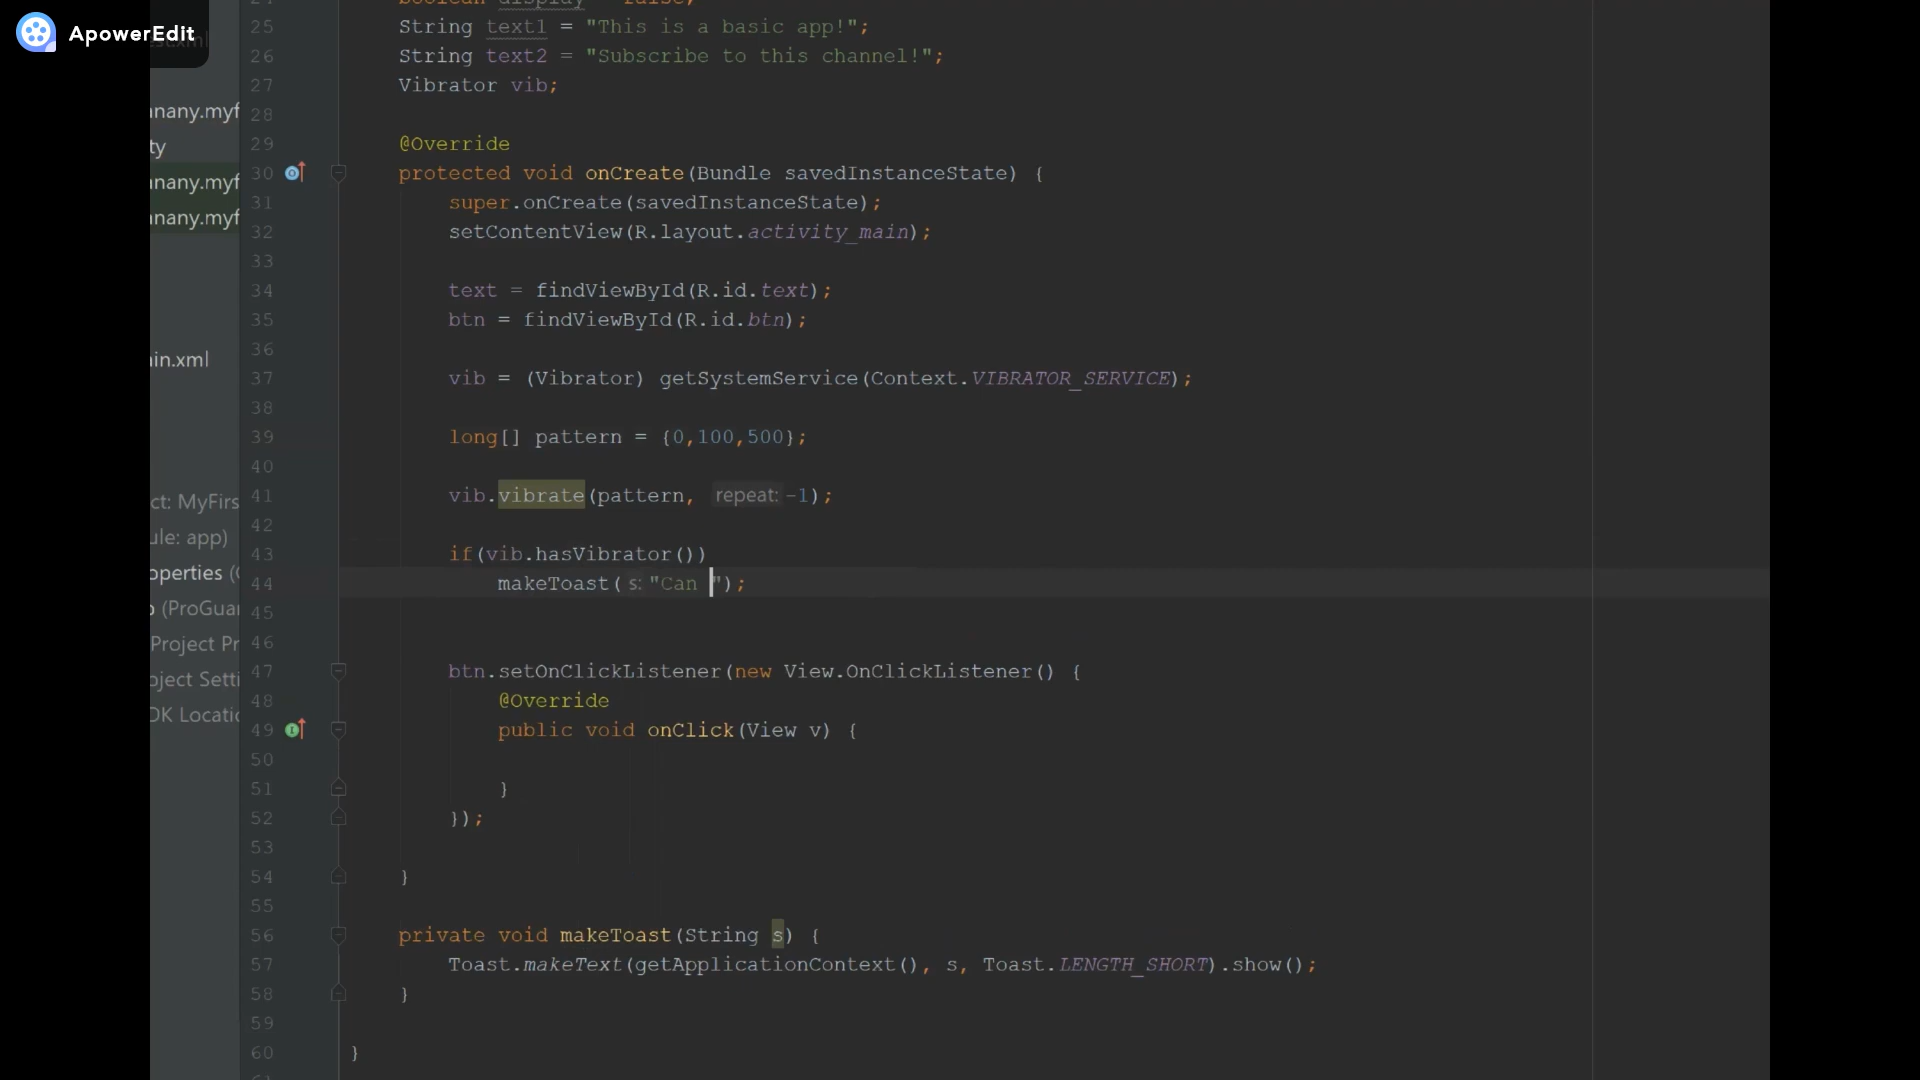 ApowerEdit
nany.myf
ty
nany.myf
nany.myf
in.xml
ct: MyFirs
ule: app)
operties (
(ProGua
Project Pr
oject Setti
DK Locatio
25 String text1 = "This is a basic app!";
26 String text2 = "Subscribe to this channel!";
27 Vibrator vib;
28
29 @Override
30 protected void onCreate(Bundle savedInstanceState) {
31 super.onCreate(savedInstanceState);
32 setContentView(R.layout.activity_main);
33
34 text = findViewById(R.id.text);
35 btn = findViewById(R.id.btn);
36
37 vib = (Vibrator) getSystemService(Context.VIBRATOR_SERVICE);
38
39 long[] pattern = {0,100,500};
40
41 vib.vibrate(pattern, repeat: -1);
42
43 if(vib.hasVibrator())
44 makeToast( s: "Can ");
45
46
47 btn.setOnClickListener(new View.OnClickListener() {
48 @Override
49 public void onClick(View v) {
50
51 }
52 });
53
54 }
55
56 private void makeToast(String s) {
57 Toast.makeText(getApplicationContext(), s, Toast.LENGTH_SHORT).show();
58 }
59
60 }